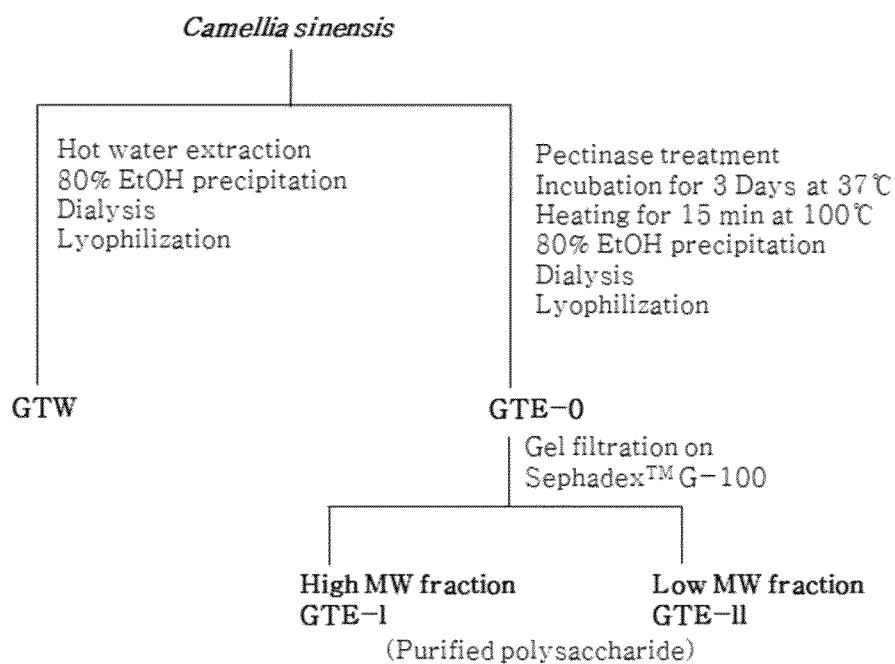 Camellia sinensis
Hot water extraction
80% EtOH precipitation
Dialysis
Lyophilization
Pectinase treatment
Incubation for 3 Days at 37℃
Heating for 15 min at 100℃
80% EtOH precipitation
Dialysis
Lyophilization
GTW
GTE-0
Gel filtration on
Sephadex™ G-100
High MW fraction
GTE-l
Low MW fraction
GTE-ll
(Purified polysaccharide)